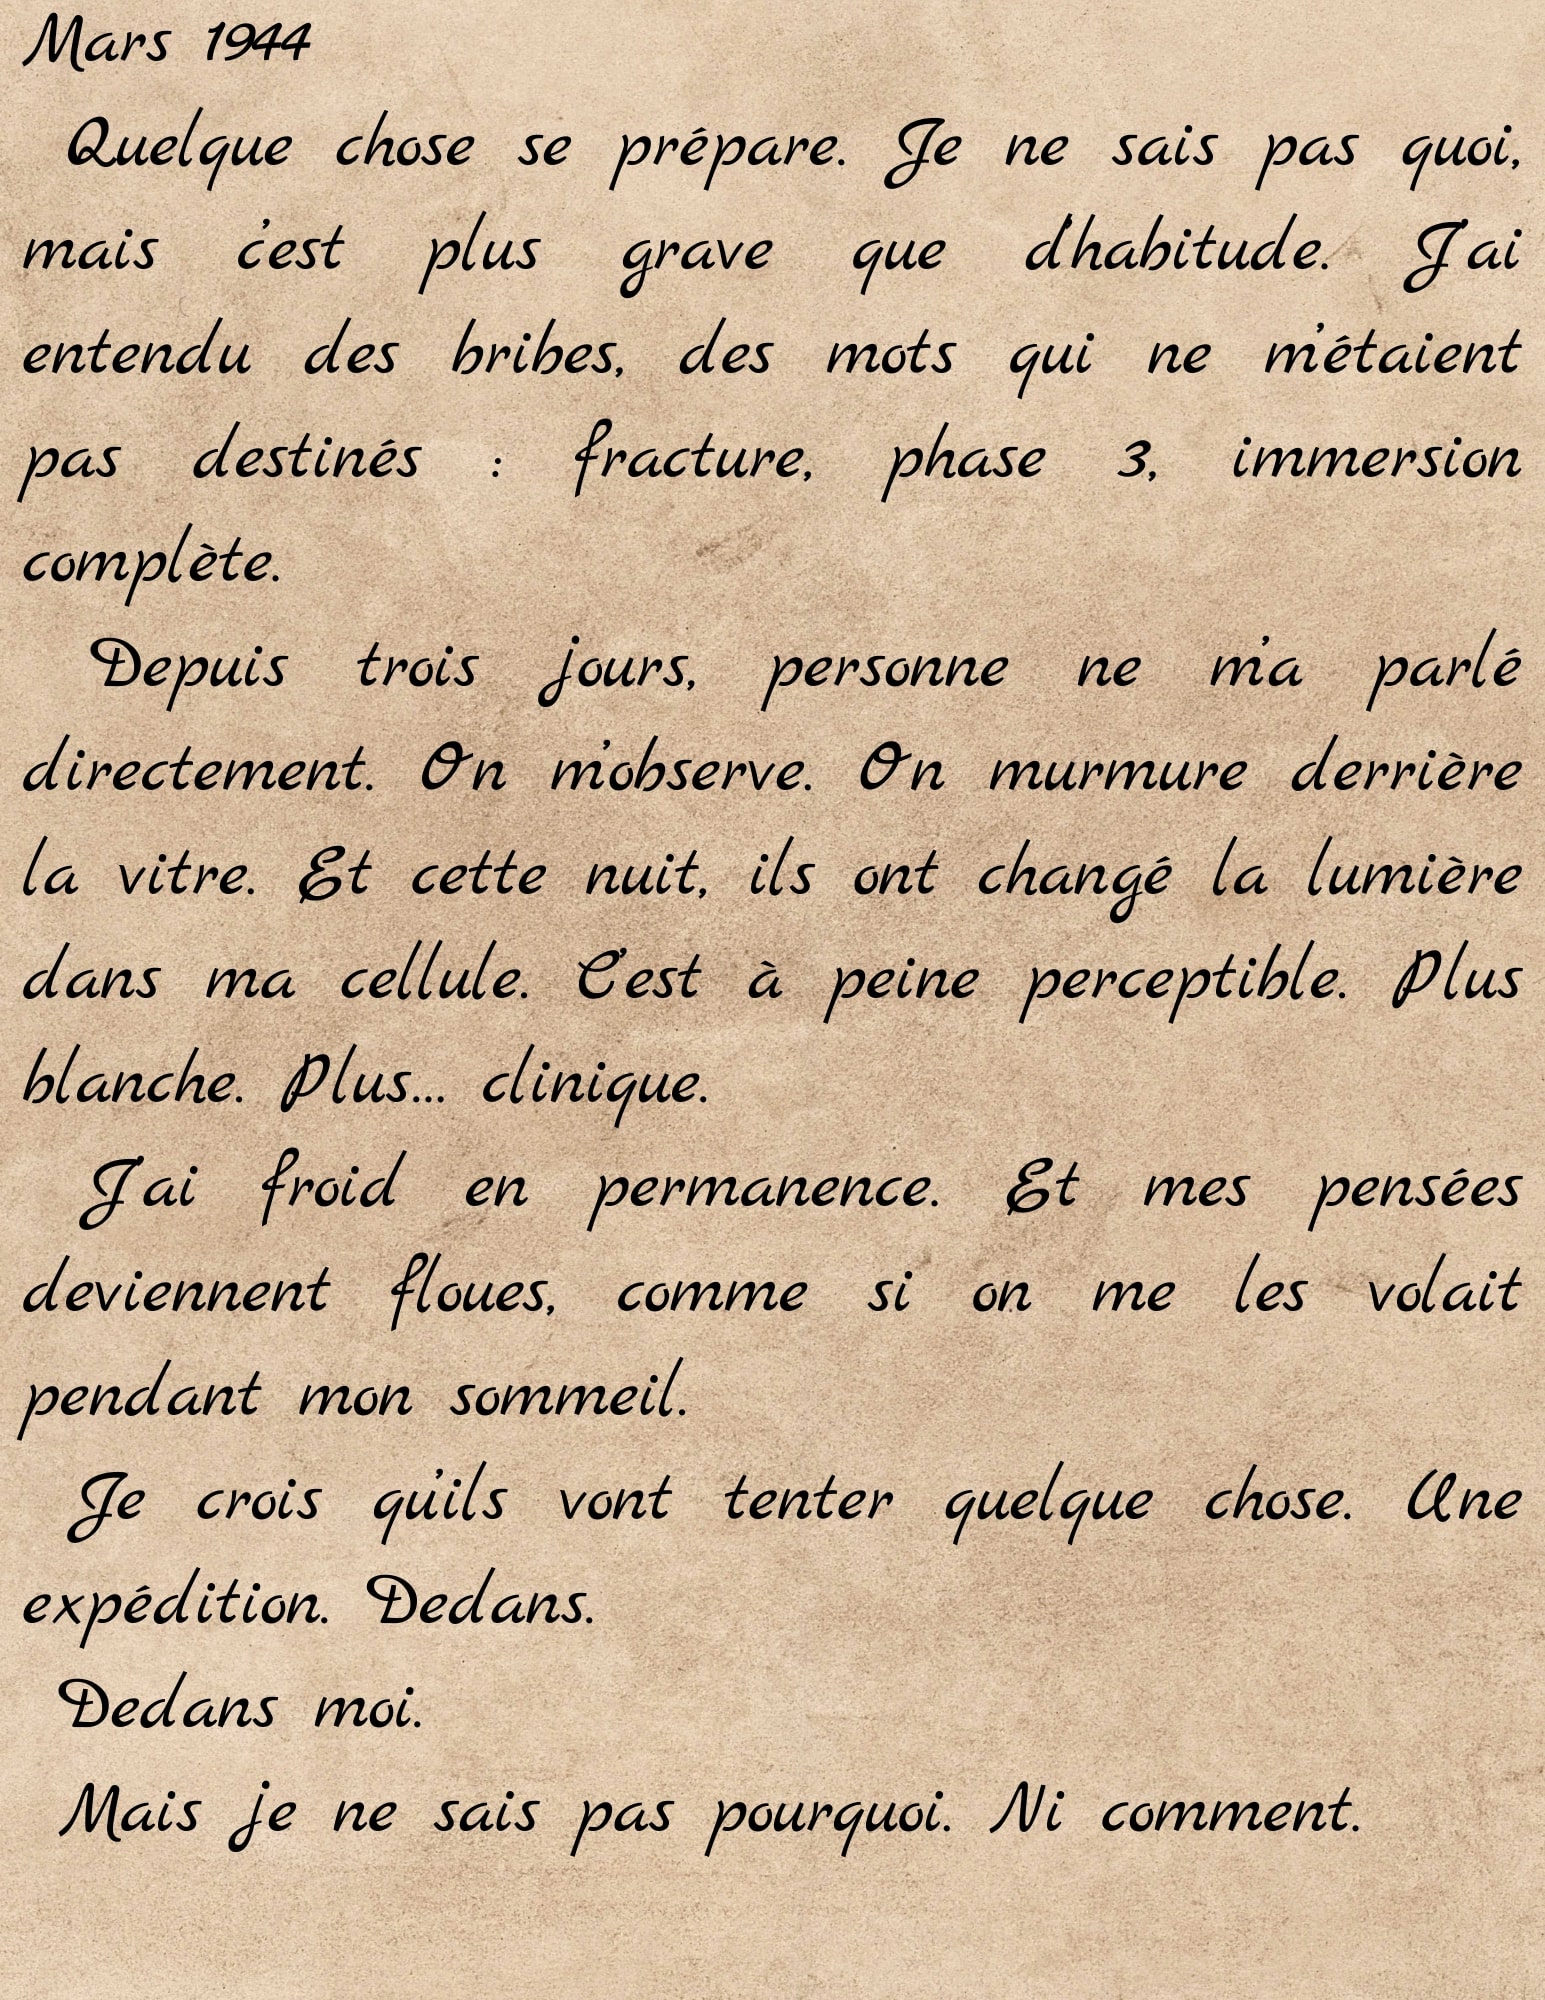 Mars 1944
Quelque chose se prépare. Je ne sais pas quoi,
mais c'est plus grave que d'habitude. J'ai
entendu des bribes, des mots qui ne m'étaient
pas destinés : fracture, phase 3, immersion
complète.
Depuis trois jours, personne ne m'a parlé
directement. On m'observe. On murmure derrière
la vitre. Et cette nuit, ils ont changé la lumière
dans ma cellule. C'est à peine perceptible. Plus
blanche. Plus... clinique.
J'ai froid en permanence. Et mes pensées
deviennent floues, comme si on me les volait
pendant mon sommeil.
Je crois qu'ils vont tenter quelque chose. Une
expédition. Dedans.
Dedans moi.
Mais je ne sais pas pourquoi. Ni comment.